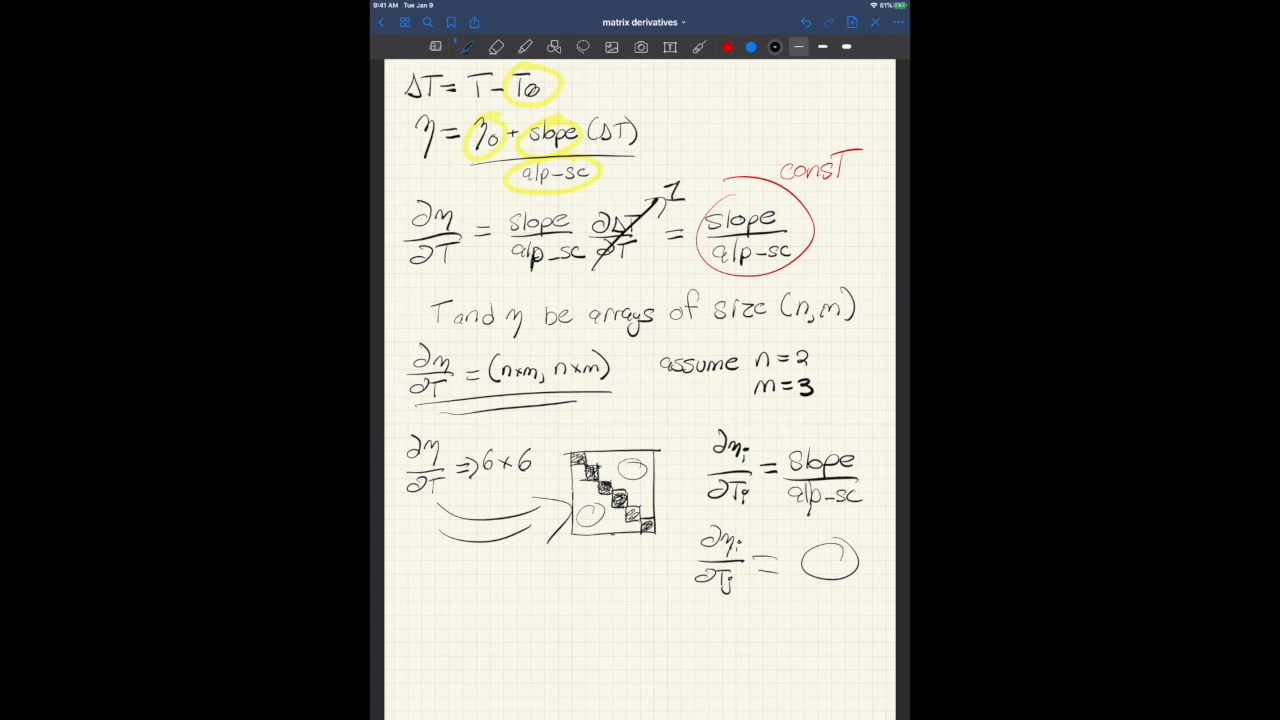 9:41 AM Tue Jan 9
81%
matrix derivatives
ΔT = T - T0
η = η0 + slope (ΔT)
alp-sc
∂η/∂T = slope/alp-sc ∂ΔT/∂T 1 = slope/alp-sc
const
T and η be arrays of size (n,m)
∂η/∂T = (n×m, n×m)
assume n = 2
m = 3
∂η/∂T => 6×6
∂ηi/∂Ti = slope/alp-sc
∂ηi/∂Tj = 0